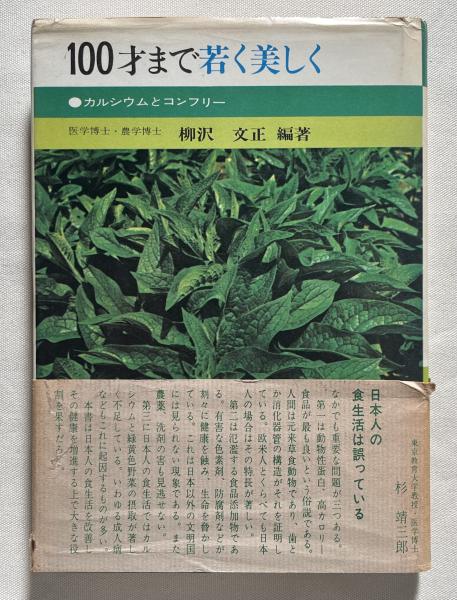 100才まで若く美しく
●カルシウムとコンフリー
医学博士・農学博士 柳沢 文正 編著
日本人の
食生活は誤っている
東京教育大学教授・医学博士
杉 靖三郎
なかでも重要な問題が三つある。
第一は動物性蛋白、高カロリー
食品が最も良いという俗説である。
人間は元来草食動物であり、歯と
か消化器管の構造がそれを証明し
ている。欧米人とくらべても日本
人の場合はその特長が著しい。
第二は氾濫する食品添加物であ
る。有害な色素剤、防腐剤などが
刻々に健康を蝕み、生命を脅かし
ている。これは日本以外の文明国
には見られない現象である。また
農薬、洗剤の害も見逃せない。
第三に日本人の食生活ではカル
シウムと緑黄色野菜の摂取が著し
く不足している。いわゆる成人病
などもこれに起因するものが多い。
本書は日本人の食生活を改善し
その健康を増進する上で大きな役
割を果すだろう。